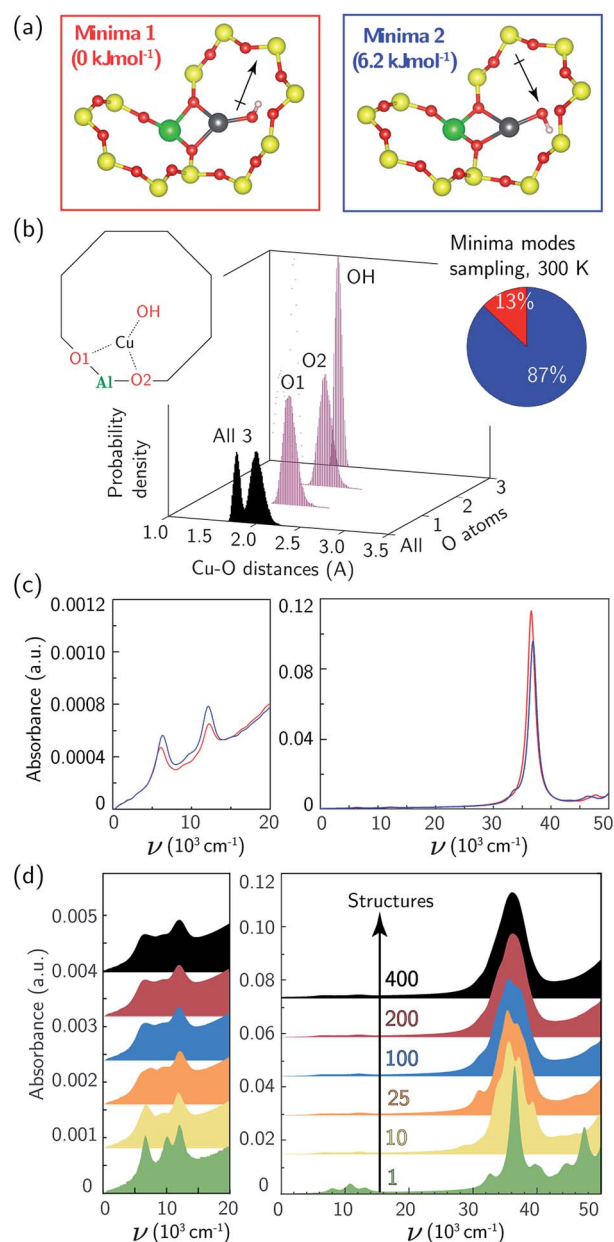 (a)
Minima 1
(0 kJmol⁻¹)
Minima 2
(6.2 kJmol⁻¹)
(b)
Minima modes
sampling, 300 K
13%
87%
OH
Cu
O1
Al
O2
Probability
density
All 3
O1
O2
OH
1.0
1.5
2.0
2.5
3.0
3.5
Cu-O distances (A)
All
1
2
3
O atoms
(c)
Absorbance (a.u.)
0.0012
0.0008
0.0004
0
0
10
20
ν (10³ cm⁻¹)
0.12
0.08
0.04
0
0
10
20
30
40
50
ν (10³ cm⁻¹)
(d)
Absorbance (a.u.)
0.005
0.004
0.003
0.002
0.001
0
0
10
20
ν (10³ cm⁻¹)
0.12
0.10
0.08
0.06
0.04
0.02
0
Structures
400
200
100
25
10
1
0
10
20
30
40
50
ν (10³ cm⁻¹)